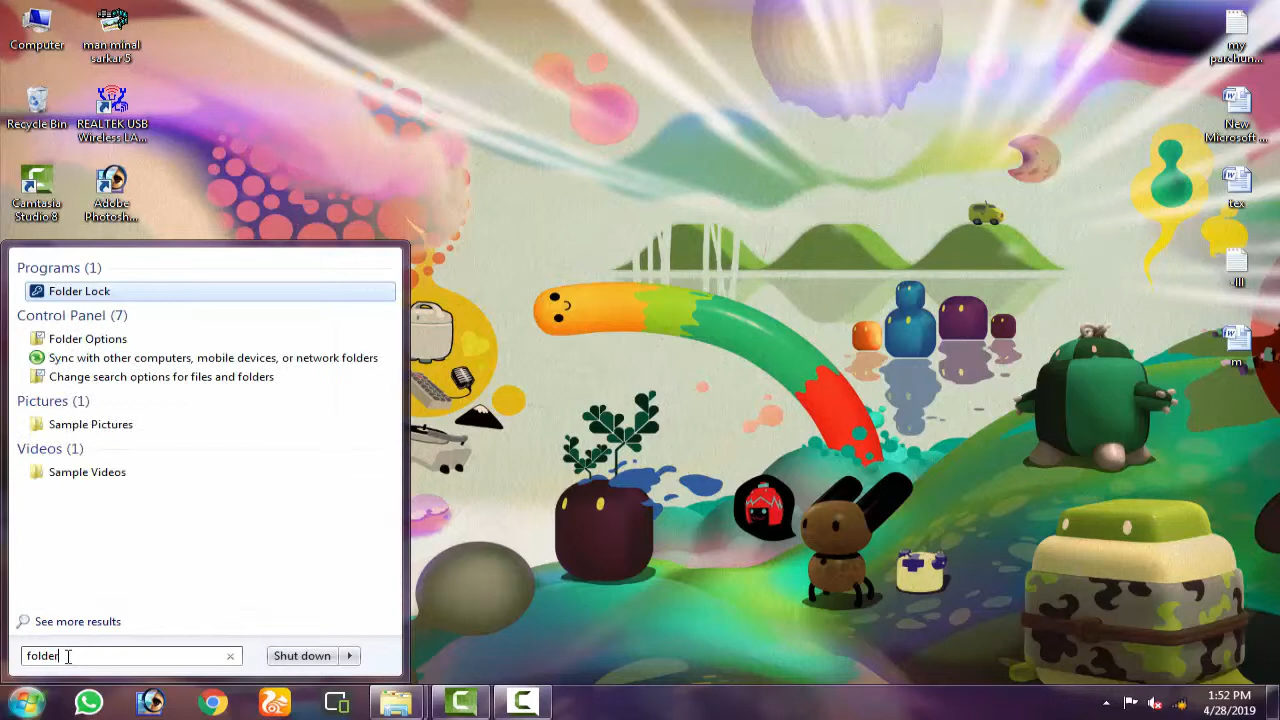 Computer
man minal
sarkar 5
Recycle Bin
REALTEK USB
Wireless LA...
Camtasia
Studio 8
Adobe
Photosh...
my
parchun...
New
Microsoft ...
tex
m
Programs (1)
Folder Lock
Control Panel (7)
Folder Options
Sync with other computers, mobile devices, or network folders
Change search options for files and folders
Pictures (1)
Sample Pictures
Videos (1)
Sample Videos
See more results
folder
Shut down
1:52 PM
4/28/2019